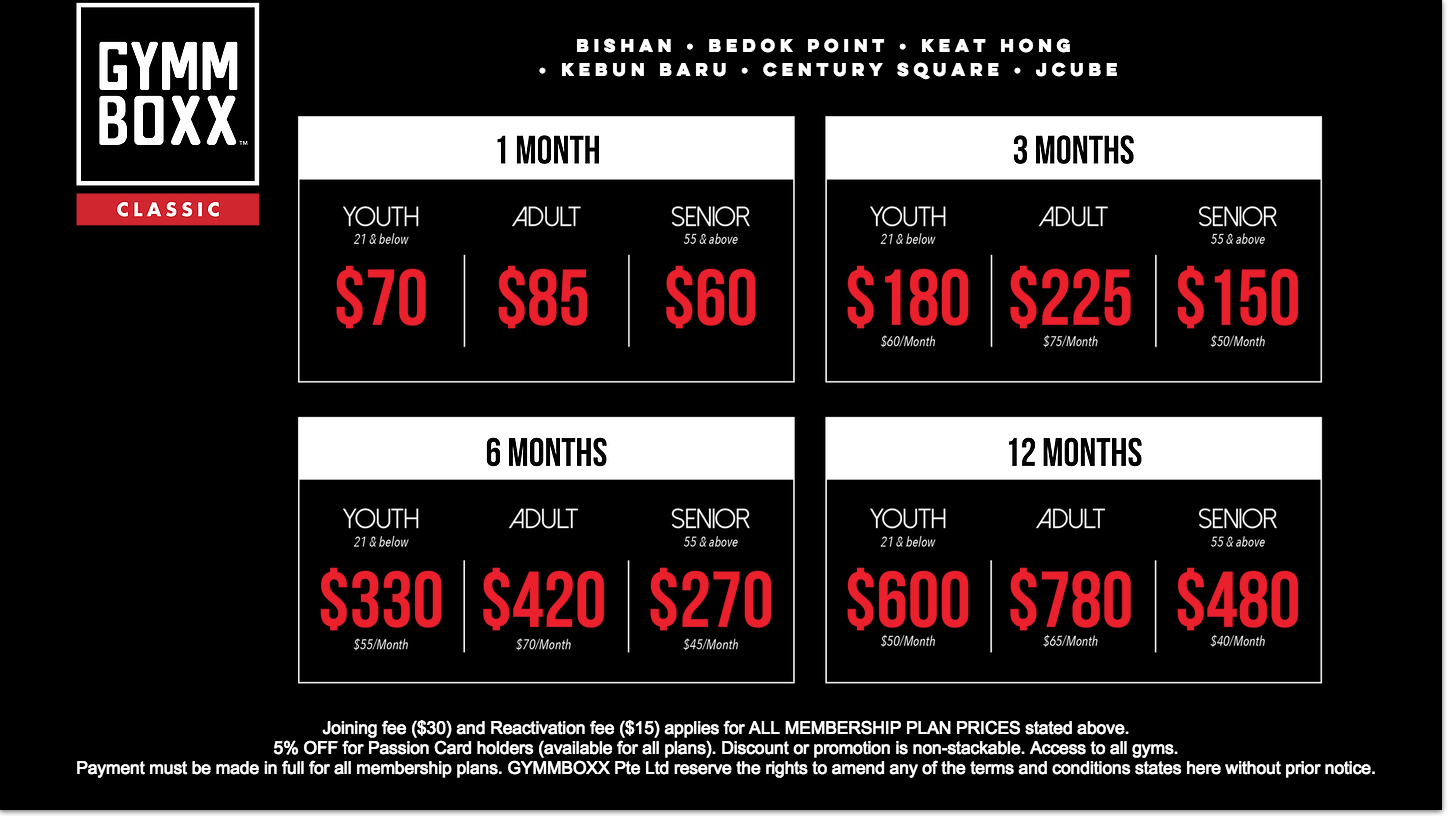 GYMM
BOXX™
CLASSIC
BISHAN • BEDOK POINT • KEAT HONG
• KEBUN BARU • CENTURY SQUARE • JCUBE
1 MONTH
YOUTH ADULT SENIOR
21 & below 55 & above
$70 $85 $60
3 MONTHS
YOUTH ADULT SENIOR
21 & below 55 & above
$180 $225 $150
$60/Month $75/Month $50/Month
6 MONTHS
YOUTH ADULT SENIOR
21 & below 55 & above
$330 $420 $270
$55/Month $70/Month $45/Month
12 MONTHS
YOUTH ADULT SENIOR
21 & below 55 & above
$600 $780 $480
$50/Month $65/Month $40/Month
Joining fee ($30) and Reactivation fee ($15) applies for ALL MEMBERSHIP PLAN PRICES stated above.
5% OFF for Passion Card holders (available for all plans). Discount or promotion is non-stackable. Access to all gyms.
Payment must be made in full for all membership plans. GYMMBOXX Pte Ltd reserve the rights to amend any of the terms and conditions states here without prior notice.